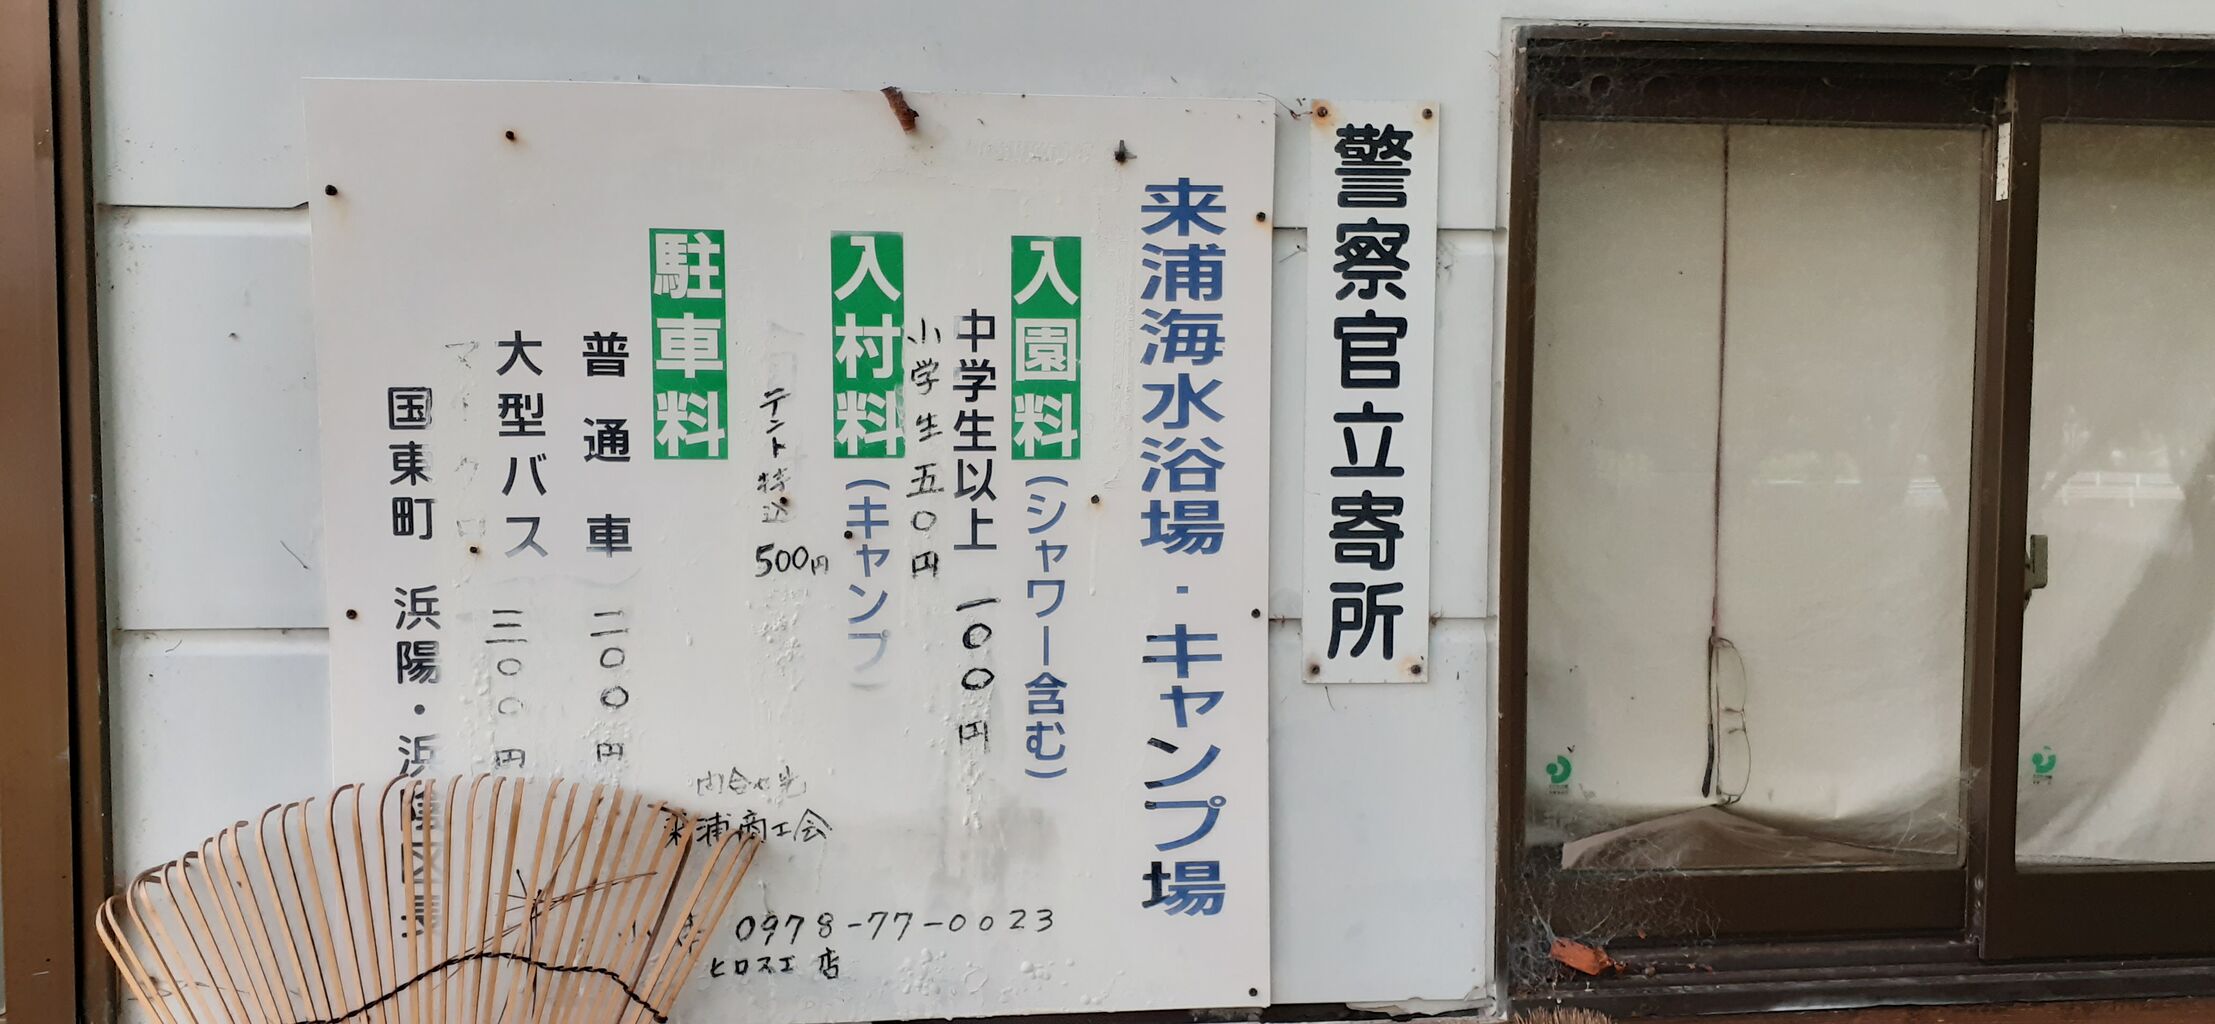 警察官立寄所
来浦海水浴場・キャンプ場
入園料(シャワー含む)
中学生以上 一〇〇円
小学生 五〇円
入村料(キャンプ)
テント持込 500円
駐車料
普通車 二〇〇円
大型バス 三〇〇円
マイクロ
国東町 浜陽・浜
問合せ先
来浦商工会
0978-77-0023
ヒロスエ 店